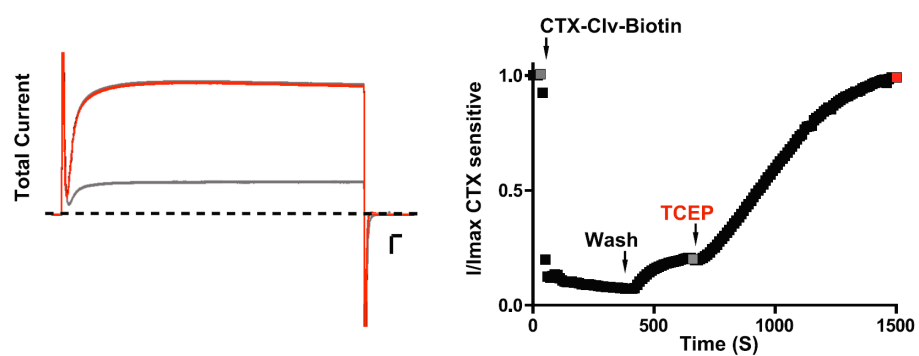 Total Current
I/Imax CTX sensitive
CTX-Clv-Biotin
1.0
0.5
0.0
Wash
TCEP
0 500 1000 1500
Time (S)